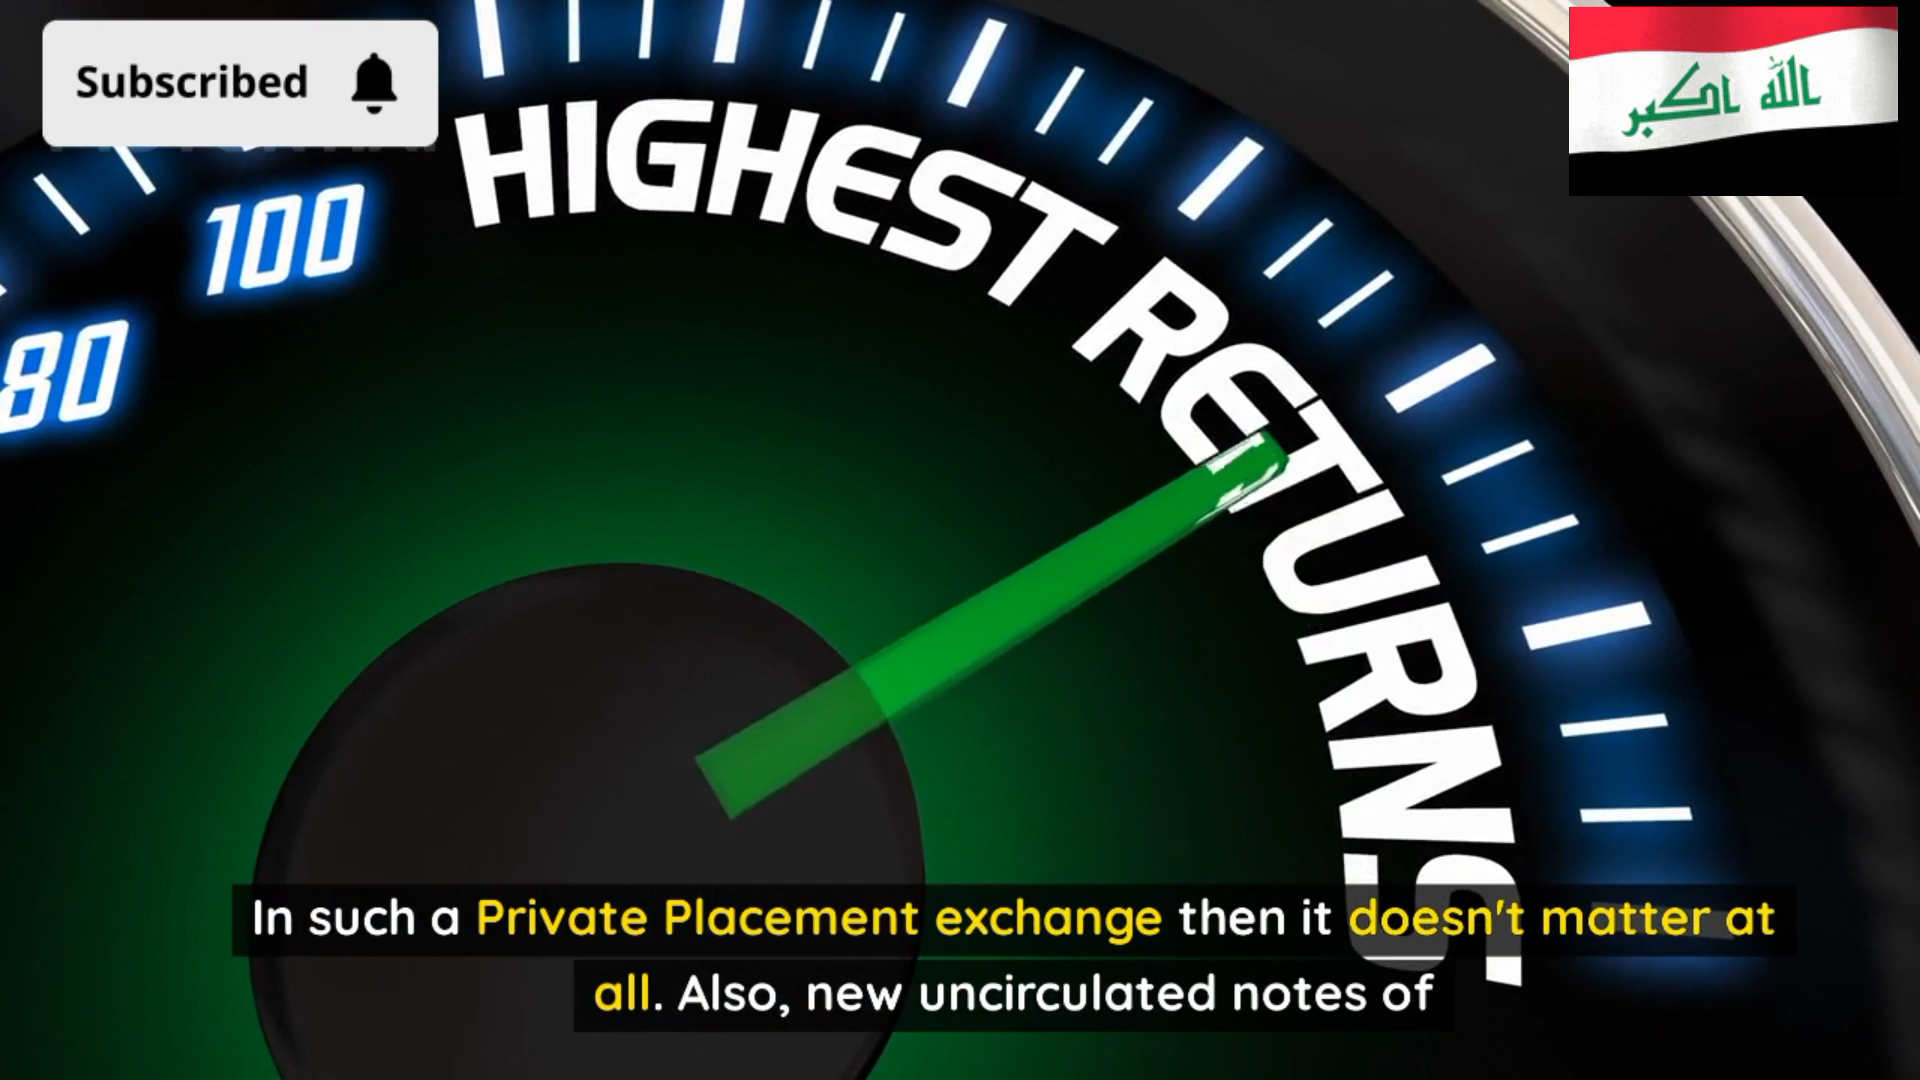 Subscribed
الله اكبر
100
80
HIGHEST RETURNS
In such a Private Placement exchange then it doesn't matter at
all. Also, new uncirculated notes of